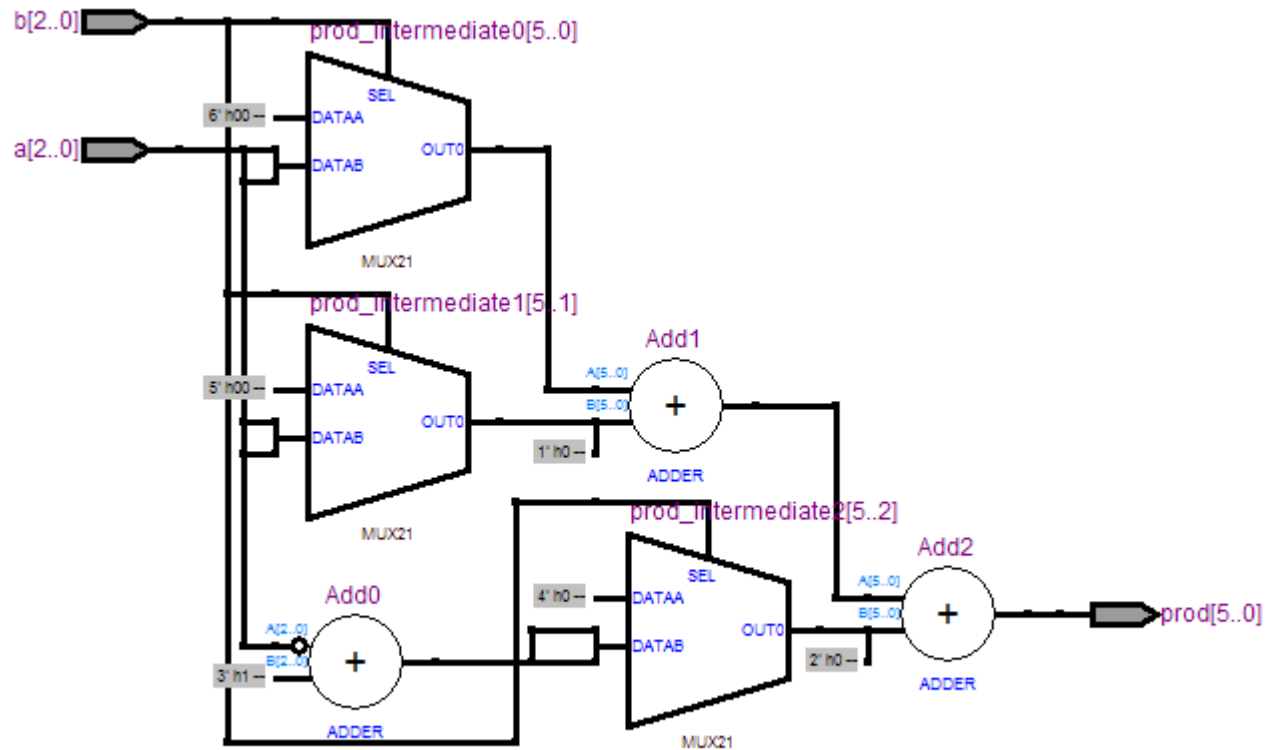 b[2..0]
prod_intermediate0[5..0]
SEL
6' h00 --
DATAA
a[2..0]
DATAB
OUT0
MUX21
prod_intermediate1[5..1]
SEL
5' h00 --
DATAA
DATAB
OUT0
1' h0 --
MUX21
Add1
A[5..0]
B[5..0]
+
ADDER
prod_intermediate2[5..2]
SEL
4' h0 --
DATAA
DATAB
OUT0
2' h0 --
MUX21
Add0
A[2..0]
B[2..0]
3' h1 --
+
ADDER
Add2
A[5..0]
B[5..0]
+
ADDER
prod[5..0]